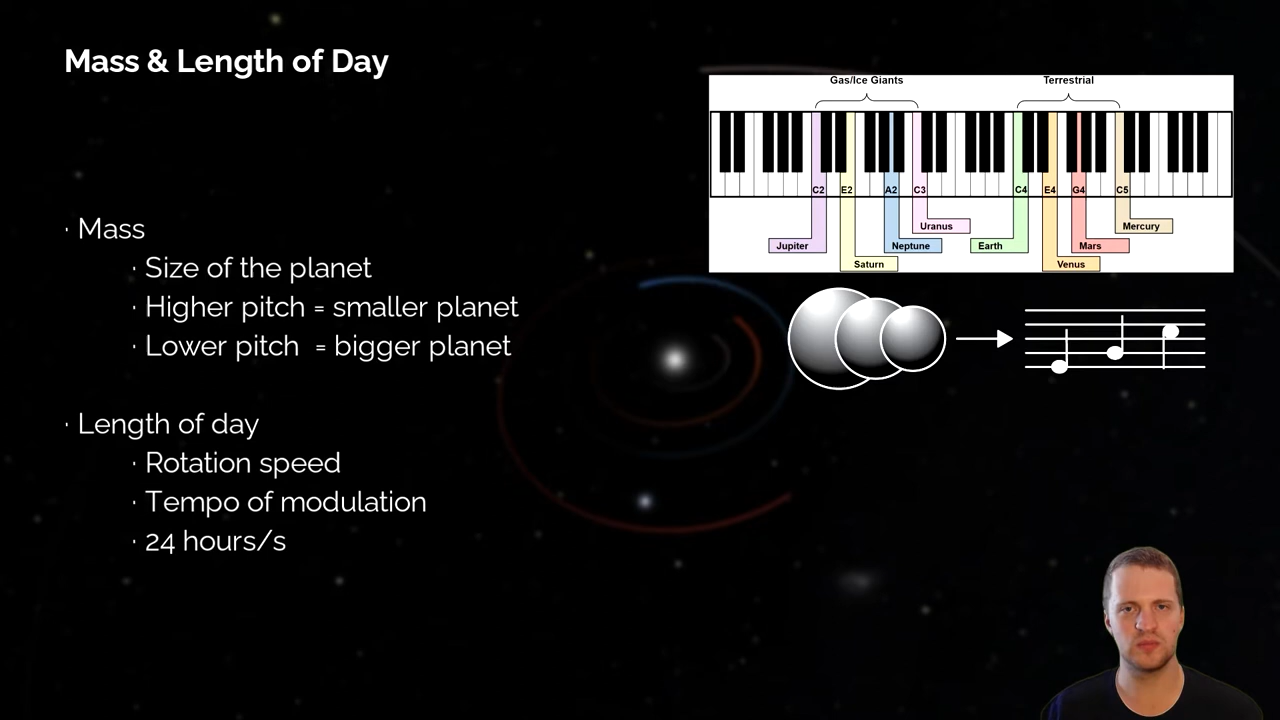 Mass & Length of Day
· Mass
· Size of the planet
· Higher pitch = smaller planet
· Lower pitch = bigger planet
· Length of day
· Rotation speed
· Tempo of modulation
· 24 hours/s
Gas/Ice Giants Terrestrial
C2 E2 A2 C3 C4 E4 G4 C5
Uranus Mercury
Jupiter Neptune Earth Mars
Saturn Venus